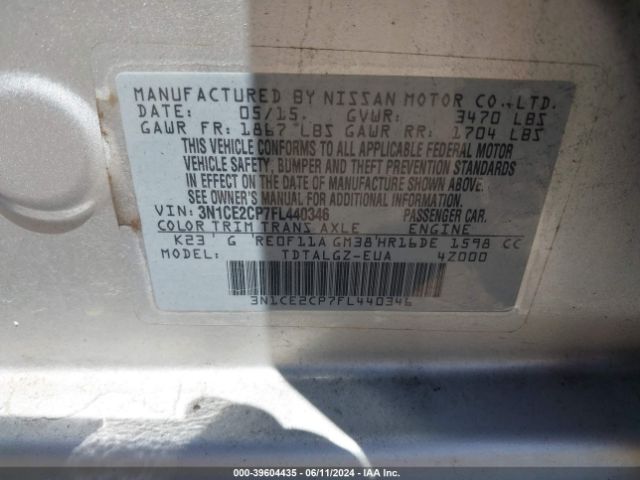 MANUFACTURED BY NISSAN MOTOR CO.,LTD.
DATE: 05/15. GVWR: 3470 LBS
GAWR FR: 1867 LBS GAWR RR: 1704 LBS
THIS VEHICLE CONFORMS TO ALL APPLICABLE FEDERAL MOTOR
VEHICLE SAFETY, BUMPER AND THEFT PREVENTION STANDARDS
IN EFFECT ON THE DATE OF MANUFACTURE SHOWN ABOVE.
SEE OWNER'S MANUAL FOR ADDITIONAL INFORMATION.
VIN: 3N1CE2CP7FL440346 PASSENGER CAR.
COLOR TRIM TRANS AXLE ENGINE
K23 G RE0F11A GM38 HR16DE 1598 CC
MODEL: TDTALGZ-EUA 4Z000
3N1CE2CP7FL440346
000-39604435 - 06/11/2024 - IAA Inc.